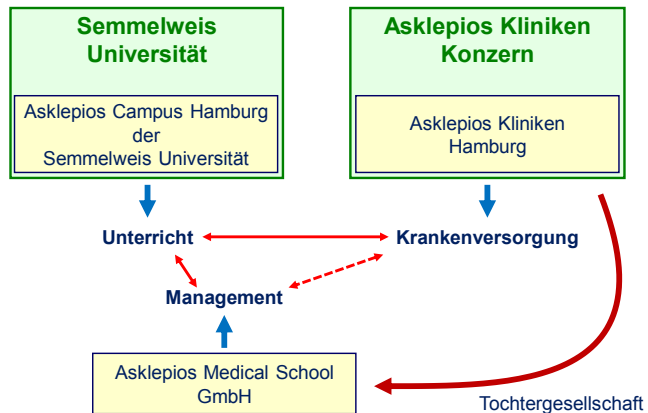 Semmelweis
Universität
Asklepios Campus Hamburg
der
Semmelweis Universität
Asklepios Kliniken
Konzern
Asklepios Kliniken
Hamburg
Unterricht
Krankenversorgung
Management
Asklepios Medical School
GmbH
Tochtergesellschaft